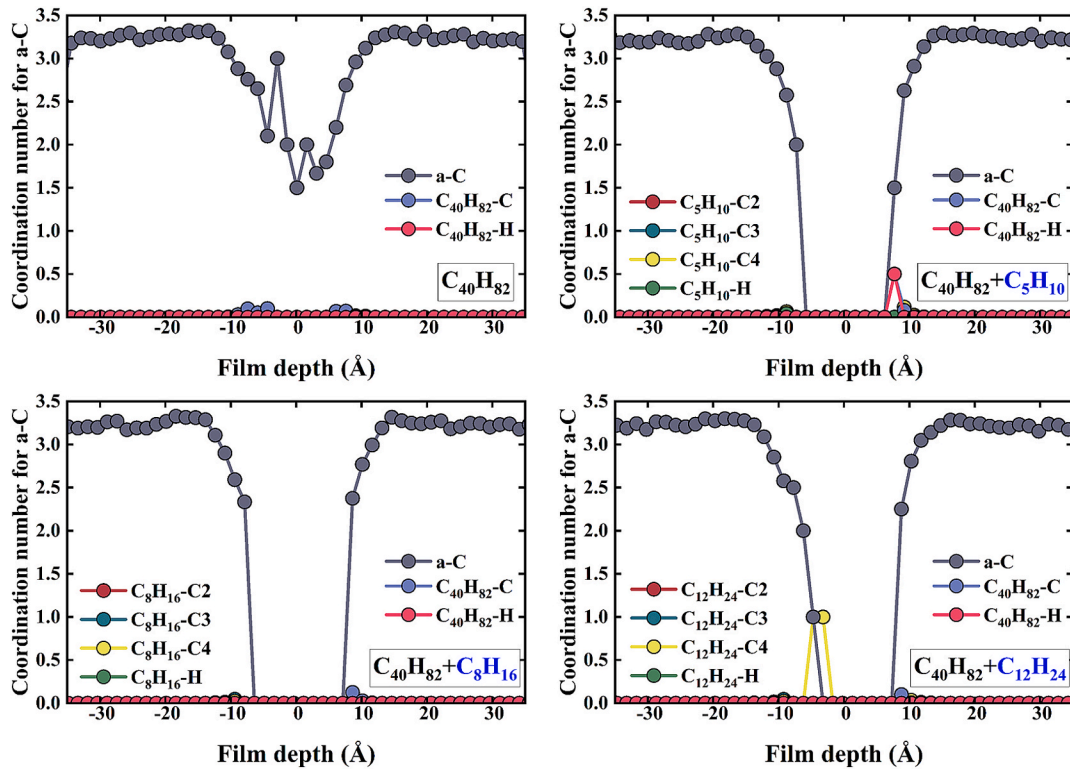 Coordination number for a-C
3.5
3.0
2.5
2.0
1.5
1.0
0.5
0.0
a-C
C₄₀H₈₂-C
C₄₀H₈₂-H
C₄₀H₈₂
-30 -20 -10 0 10 20 30
Film depth (Å)
Coordination number for a-C
3.5
3.0
2.5
2.0
1.5
1.0
0.5
0.0
C₅H₁₀-C2
C₅H₁₀-C3
C₅H₁₀-C4
C₅H₁₀-H
a-C
C₄₀H₈₂-C
C₄₀H₈₂-H
C₄₀H₈₂+C₅H₁₀
-30 -20 -10 0 10 20 30
Film depth (Å)
Coordination number for a-C
3.5
3.0
2.5
2.0
1.5
1.0
0.5
0.0
C₈H₁₆-C2
C₈H₁₆-C3
C₈H₁₆-C4
C₈H₁₆-H
a-C
C₄₀H₈₂-C
C₄₀H₈₂-H
C₄₀H₈₂+C₈H₁₆
-30 -20 -10 0 10 20 30
Film depth (Å)
Coordination number for a-C
3.5
3.0
2.5
2.0
1.5
1.0
0.5
0.0
C₁₂H₂₄-C2
C₁₂H₂₄-C3
C₁₂H₂₄-C4
C₁₂H₂₄-H
a-C
C₄₀H₈₂-C
C₄₀H₈₂-H
C₄₀H₈₂+C₁₂H₂₄
-30 -20 -10 0 10 20 30
Film depth (Å)